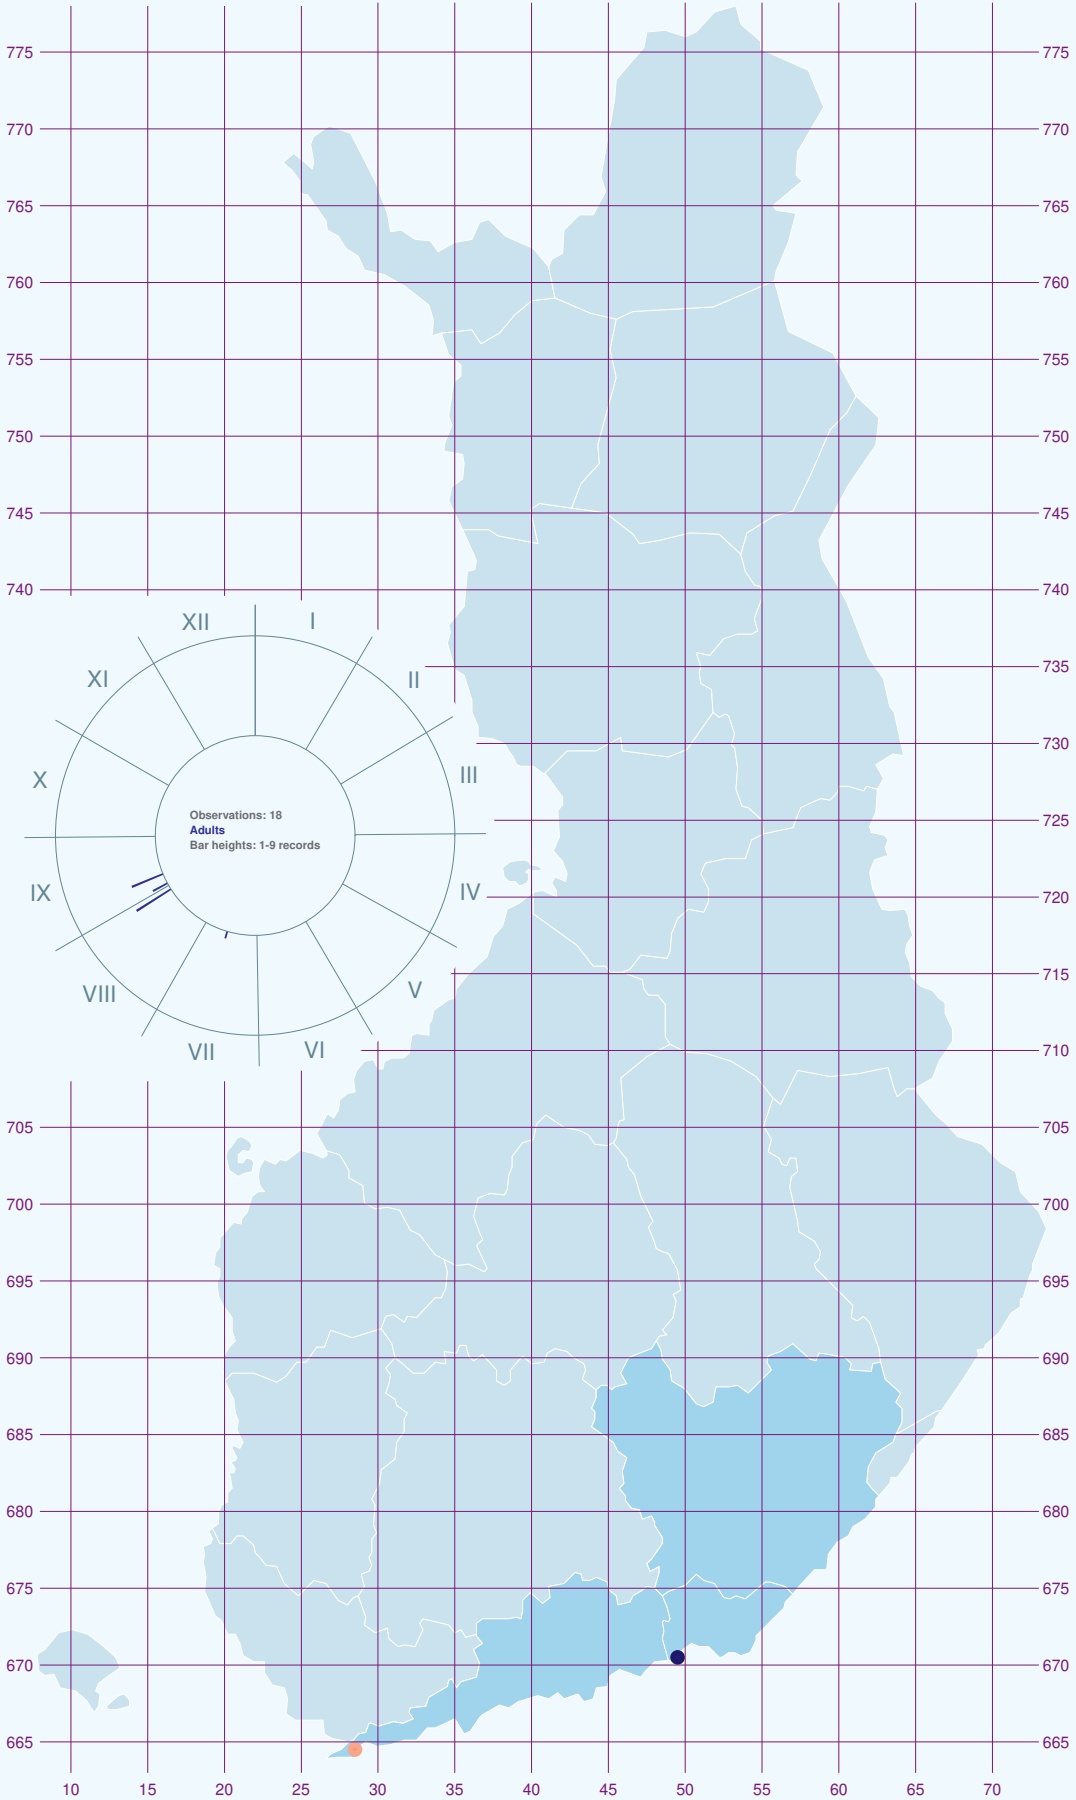 775 775
770 770
765 765
760 760
755 755
750 750
745 745
740 740
XII I
XI II
735
730
X III
725
Observations: 18
Adults
Bar heights: 1-9 records
IX IV
720
715
VIII V
VII VI
710
705 705
700 700
695 695
690 690
685 685
680 680
675 675
670 670
665 665
10 15 20 25 30 35 40 45 50 55 60 65 70